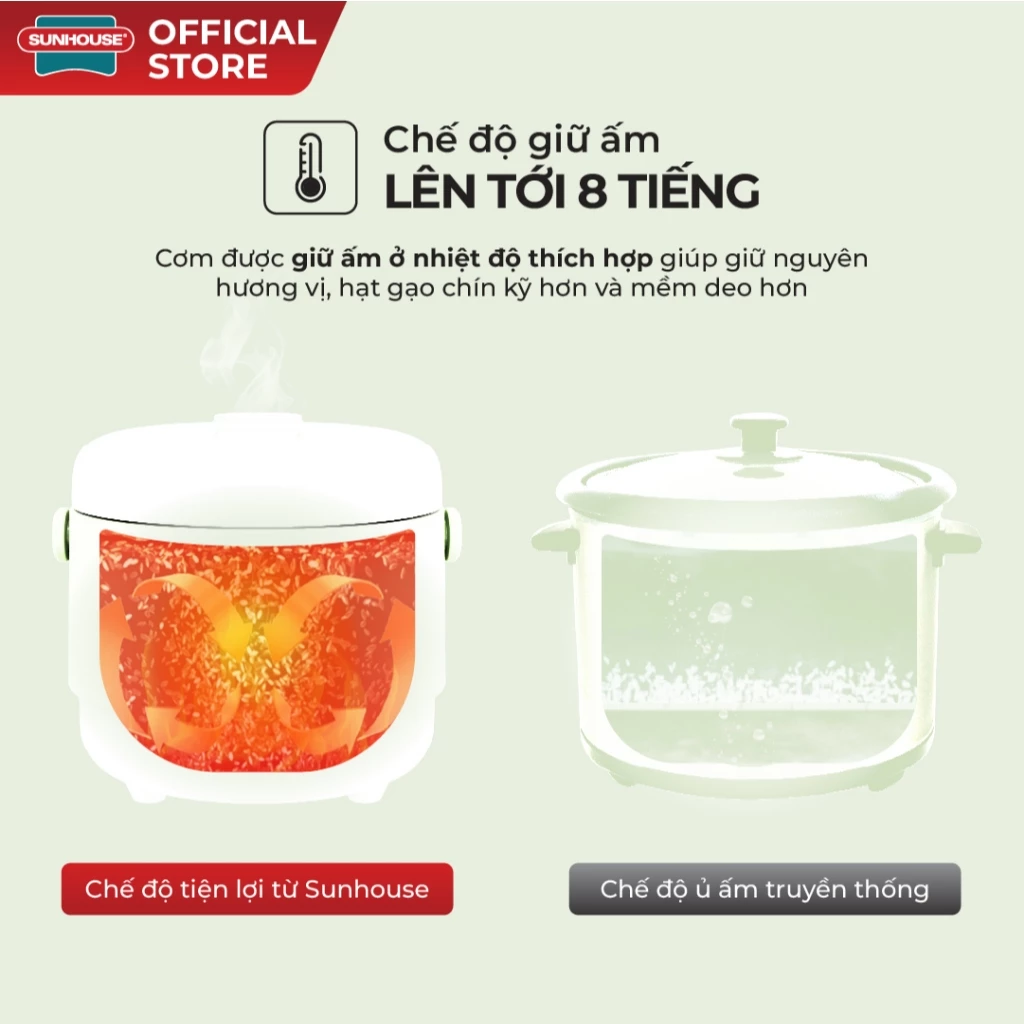 SUNHOUSE®
OFFICIAL
STORE
Chế độ giữ ấm
LÊN TỚI 8 TIẾNG
Cơm được giữ ấm ở nhiệt độ thích hợp giúp giữ nguyên
hương vị, hạt gạo chín kỹ hơn và mềm deo hơn
Chế độ tiện lợi từ Sunhouse
Chế độ ủ ấm truyền thống